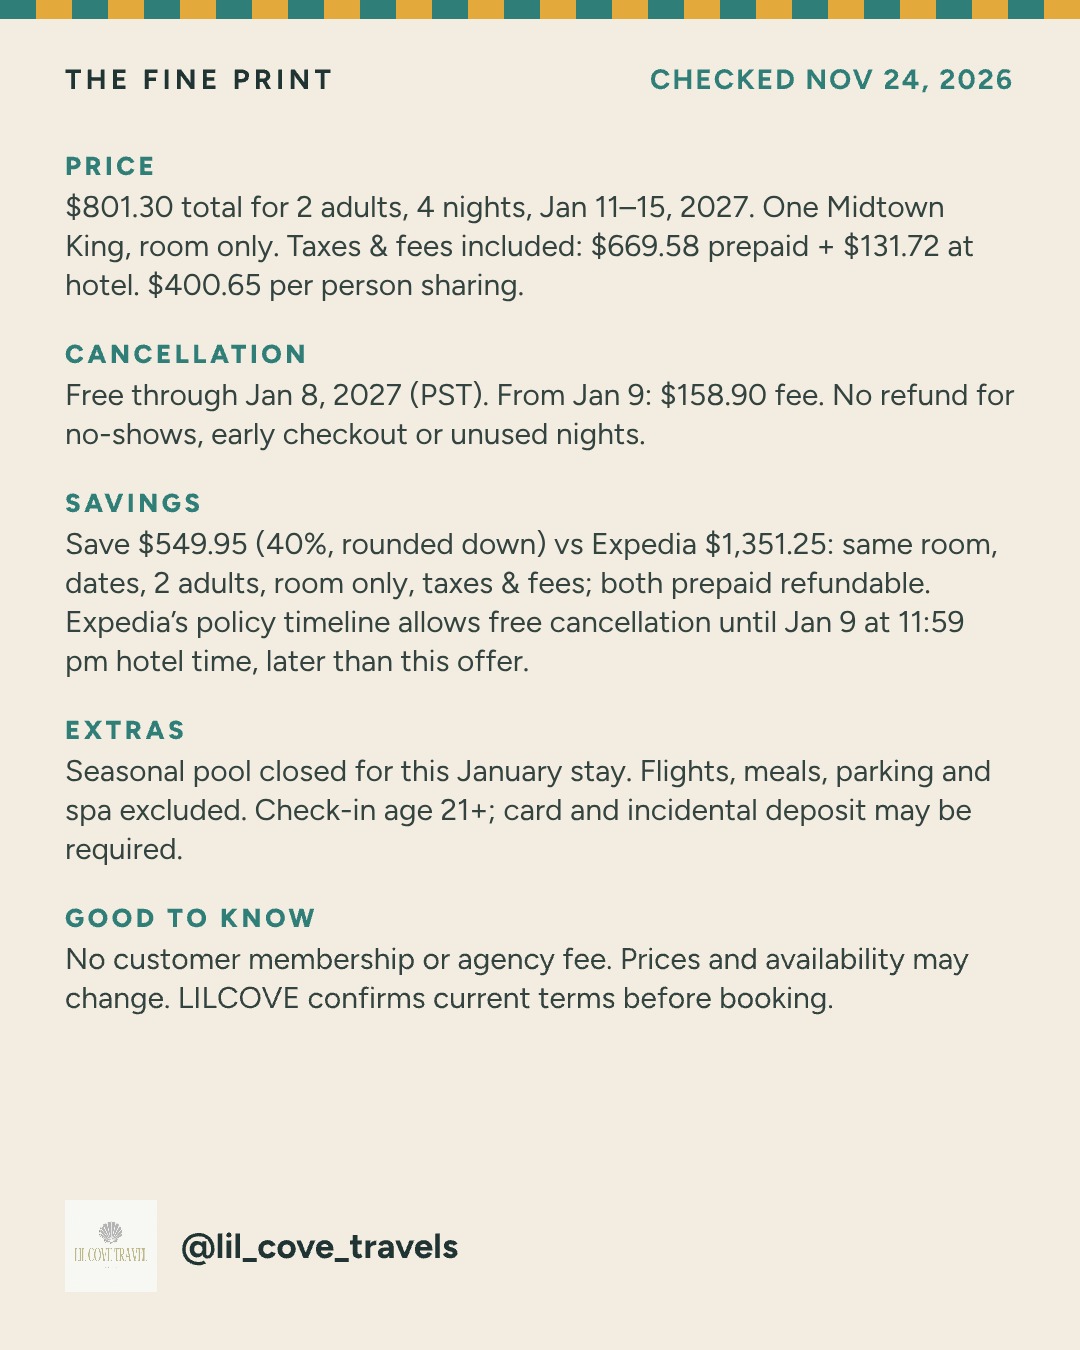 THE FINE PRINT
CHECKED NOV 24, 2026
PRICE
$801.30 total for 2 adults, 4 nights, Jan 11–15, 2027. One Midtown
King, room only. Taxes & fees included: $669.58 prepaid + $131.72 at
hotel. $400.65 per person sharing.
CANCELLATION
Free through Jan 8, 2027 (PST). From Jan 9: $158.90 fee. No refund for
no-shows, early checkout or unused nights.
SAVINGS
Save $549.95 (40%, rounded down) vs Expedia $1,351.25: same room,
dates, 2 adults, room only, taxes & fees; both prepaid refundable.
Expedia’s policy timeline allows free cancellation until Jan 9 at 11:59
pm hotel time, later than this offer.
EXTRAS
Seasonal pool closed for this January stay. Flights, meals, parking and
spa excluded. Check-in age 21+; card and incidental deposit may be
required.
GOOD TO KNOW
No customer membership or agency fee. Prices and availability may
change. LILCOVE confirms current terms before booking.
LIL COVE TRAVEL
@lil_cove_travels